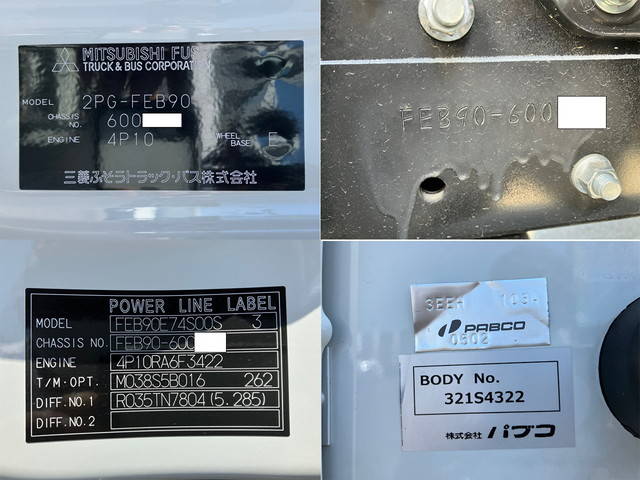 MITSUBISHI FUSO
TRUCK & BUS CORPORATION
MODEL 2PG-FEB90
CHASSIS NO. 600
ENGINE 4P10 WHEEL BASE E
三菱ふそうトラック・バス株式会社
FEB90-600
POWER LINE LABEL
MODEL FEB90E74S00S 3
CHASSIS NO. FEB90-600
ENGINE 4P10RA6F3422
T/M・OPT. M038S5B016 262
DIFF.NO.1 R035TN7804(5.285)
DIFF.NO.2
PABCO
0502
BODY No.
321S4322
株式会社 パブコ